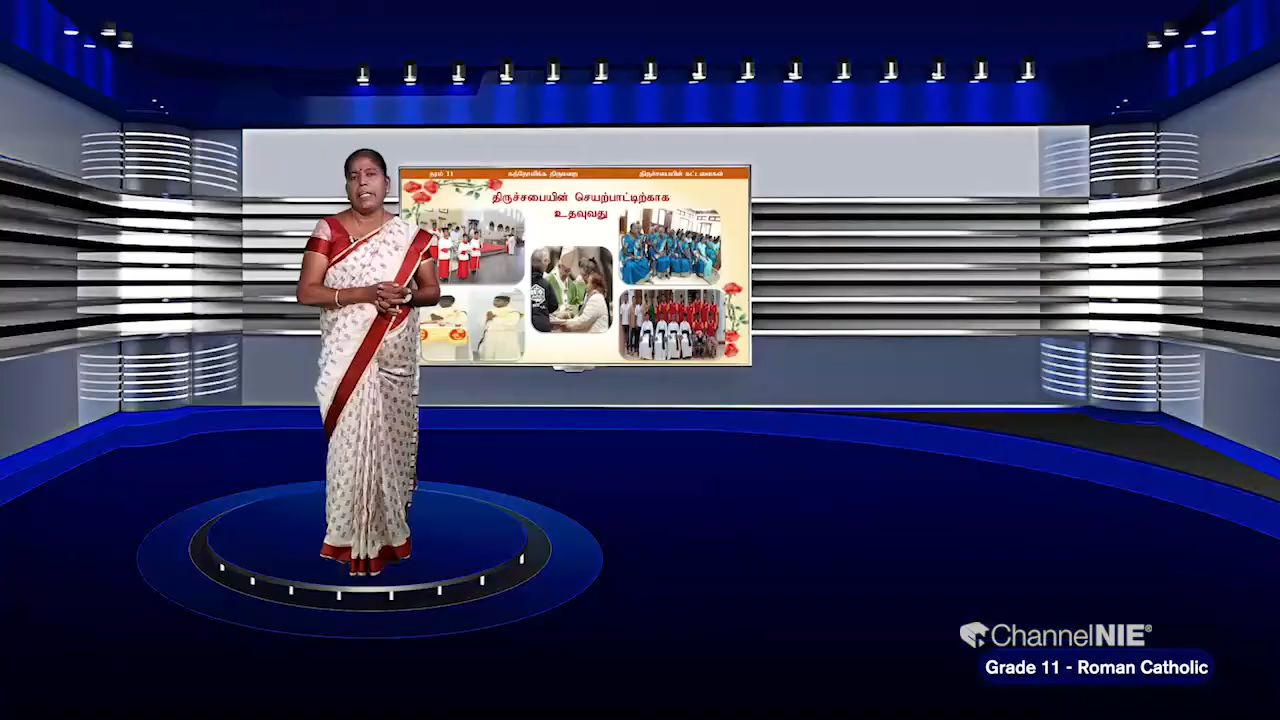 தரம் 11 கத்தோலிக்க திருமறை திருச்சபையின் கட்டளைகள்
திருச்சபையின் செயற்பாட்டிற்காக
உதவுவது
ChannelNIE®
Grade 11 - Roman Catholic